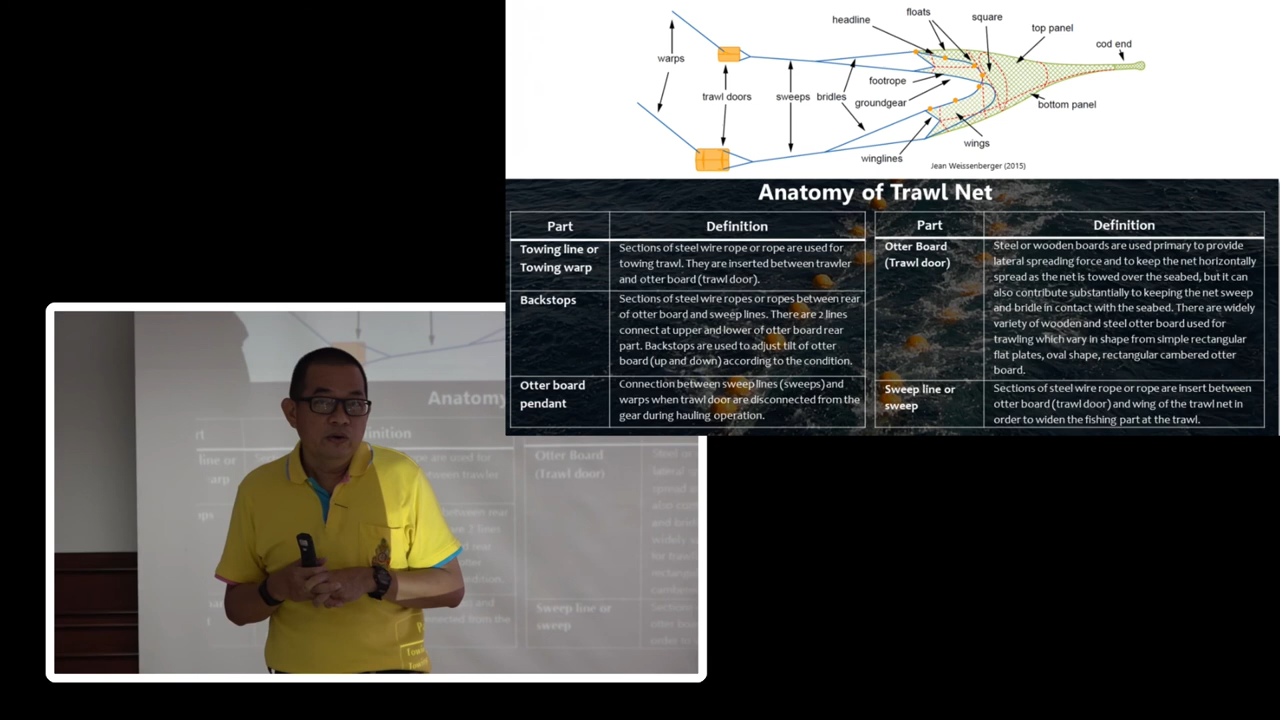 headline
floats
square
top panel
cod end
warps
trawl doors
sweeps
bridles
footrope
groundgear
bottom panel
wings
winglines
Jean Weissenberger (2015)
Anatomy of Trawl Net
Part
Definition
Towing line or
Towing warp
Sections of steel wire rope or rope are used for
towing trawl. They are inserted between trawler
and otter board (trawl door).
Backstops
Sections of steel wire ropes or ropes between rear
of otter board and sweep lines. There are 2 lines
connect at upper and lower of otter board rear
part. Backstops are used to adjust tilt of otter
board (up and down) according to the condition.
Otter board
pendant
Connection between sweep lines (sweeps) and
warps when trawl door are disconnected from the
gear during hauling operation.
Part
Definition
Otter Board
(Trawl door)
Steel or wooden boards are used primary to provide
lateral spreading force and to keep the net horizontally
spread as the net is towed over the seabed, but it can
also contribute substantially to keeping the net sweep
and bridle in contact with the seabed. There are widely
variety of wooden and steel otter board used for
trawling which vary in shape from simple rectangular
flat plates, oval shape, rectangular cambered otter
board.
Sweep line or
sweep
Sections of steel wire rope or rope are insert between
otter board (trawl door) and wing of the trawl net in
order to widen the fishing part at the trawl.
Anatomy
Otter Board
(Trawl door)
Sweep line or
sweep